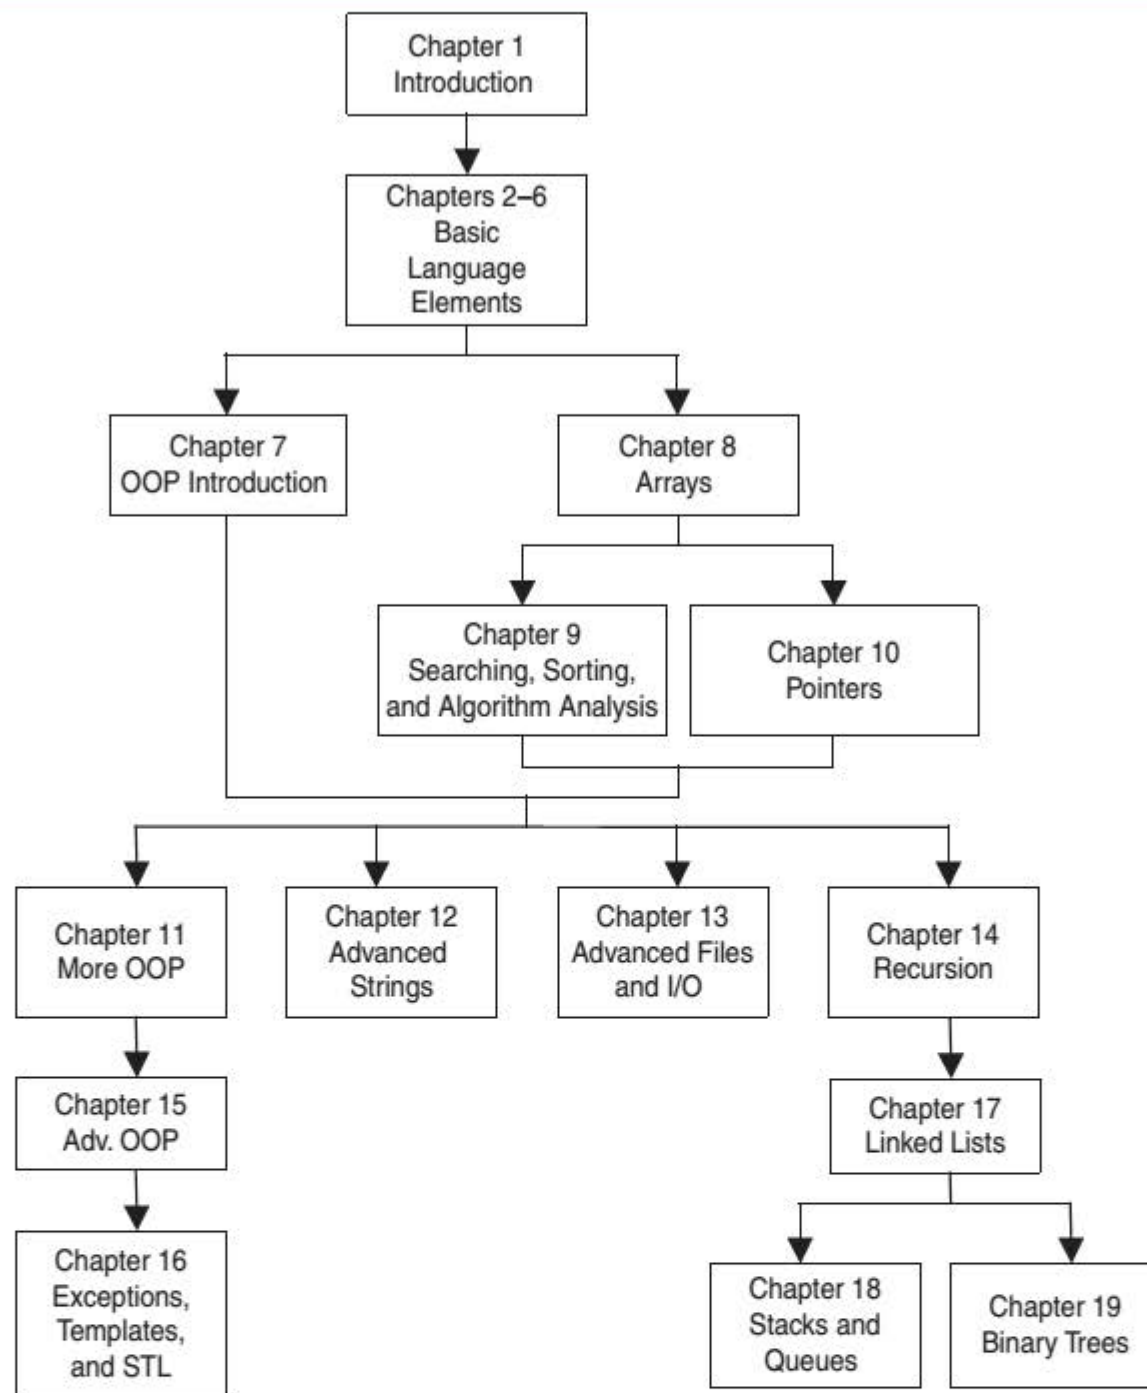 Chapter 1
Introduction
Chapters 2–6
Basic
Language
Elements
Chapter 7
OOP Introduction
Chapter 8
Arrays
Chapter 9
Searching, Sorting,
and Algorithm Analysis
Chapter 10
Pointers
Chapter 11
More OOP
Chapter 12
Advanced
Strings
Chapter 13
Advanced Files
and I/O
Chapter 14
Recursion
Chapter 15
Adv. OOP
Chapter 17
Linked Lists
Chapter 16
Exceptions,
Templates,
and STL
Chapter 18
Stacks and
Queues
Chapter 19
Binary Trees